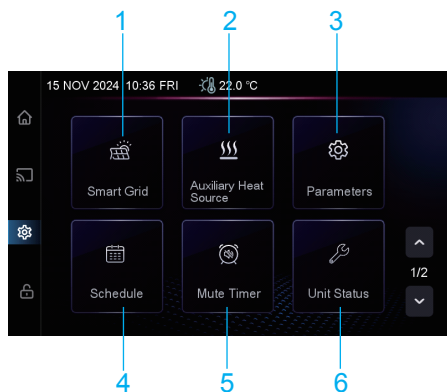 1 2 3
15 NOV 2024 10:36 FRI 22.0 °C
Smart Grid
Auxiliary Heat
Source
Parameters
1/2
Schedule
Mute Timer
Unit Status
4 5 6